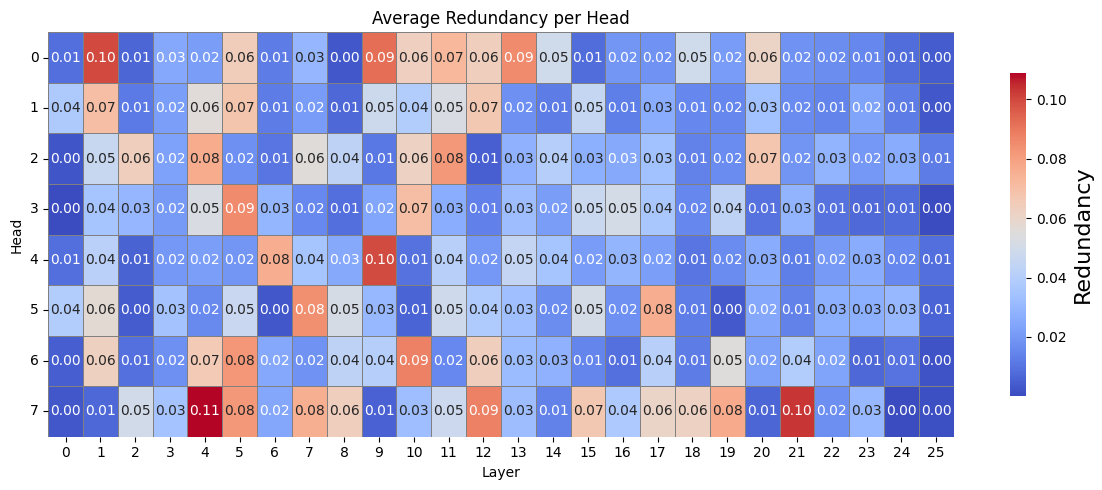 Average Redundancy per Head
0 0.01 0.10 0.01 0.03 0.02 0.06 0.01 0.03 0.00 0.09 0.06 0.07 0.06 0.09 0.05 0.01 0.02 0.02 0.05 0.02 0.06 0.02 0.02 0.01 0.01 0.00
1 0.04 0.07 0.01 0.02 0.06 0.07 0.01 0.02 0.01 0.05 0.04 0.05 0.07 0.02 0.01 0.05 0.01 0.03 0.01 0.01 0.03 0.02 0.01 0.02 0.01 0.00
2 0.00 0.05 0.06 0.02 0.08 0.02 0.01 0.06 0.04 0.01 0.06 0.08 0.01 0.03 0.04 0.03 0.03 0.03 0.01 0.02 0.07 0.02 0.03 0.02 0.03 0.01
3 0.00 0.04 0.03 0.02 0.05 0.09 0.03 0.02 0.01 0.02 0.07 0.03 0.01 0.03 0.02 0.05 0.05 0.04 0.02 0.04 0.01 0.03 0.01 0.01 0.01 0.00
4 0.01 0.04 0.01 0.02 0.02 0.02 0.08 0.04 0.03 0.10 0.01 0.04 0.02 0.05 0.04 0.02 0.03 0.02 0.01 0.02 0.03 0.01 0.02 0.03 0.02 0.01
5 0.04 0.06 0.00 0.03 0.02 0.05 0.00 0.08 0.05 0.03 0.01 0.05 0.04 0.03 0.02 0.05 0.02 0.08 0.01 0.00 0.02 0.01 0.03 0.03 0.03 0.01
6 0.00 0.06 0.01 0.02 0.07 0.08 0.02 0.02 0.04 0.04 0.09 0.02 0.06 0.03 0.03 0.01 0.01 0.04 0.01 0.05 0.02 0.04 0.02 0.01 0.01 0.00
7 0.00 0.01 0.05 0.03 0.11 0.08 0.02 0.08 0.06 0.01 0.03 0.05 0.09 0.03 0.01 0.07 0.04 0.06 0.06 0.08 0.01 0.10 0.02 0.03 0.00 0.00
0 1 2 3 4 5 6 7 8 9 10 11 12 13 14 15 16 17 18 19 20 21 22 23 24 25
Layer
Head
0.10
0.08
0.06
0.04
0.02
Redundancy